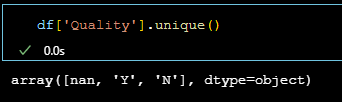 df['Quality'].unique()
0.0s
array([nan, 'Y', 'N'], dtype=object)